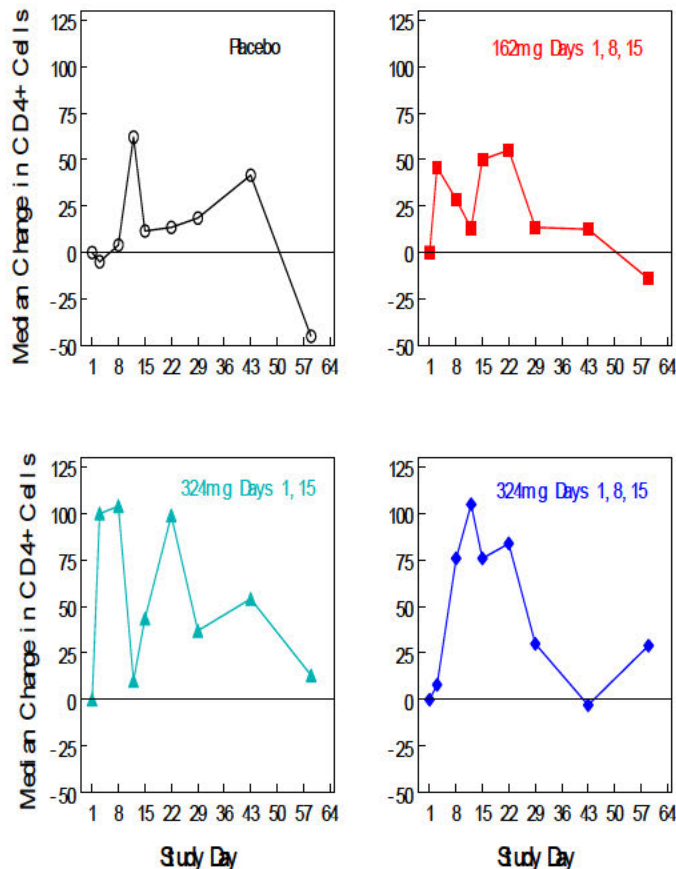 Median Change in CD4+ Cells
125
100
75
50
25
0
-25
-50
Placebo
1 8 15 22 29 36 43 50 57 64
125
100
75
50
25
0
-25
-50
162mg Days 1, 8, 15
1 8 15 22 29 36 43 50 57 64
Median Change in CD4+ Cells
125
100
75
50
25
0
-25
-50
324mg Days 1, 15
1 8 15 22 29 36 43 50 57 64
Study Day
125
100
75
50
25
0
-25
-50
324mg Days 1, 8, 15
1 8 15 22 29 36 43 50 57 64
Study Day